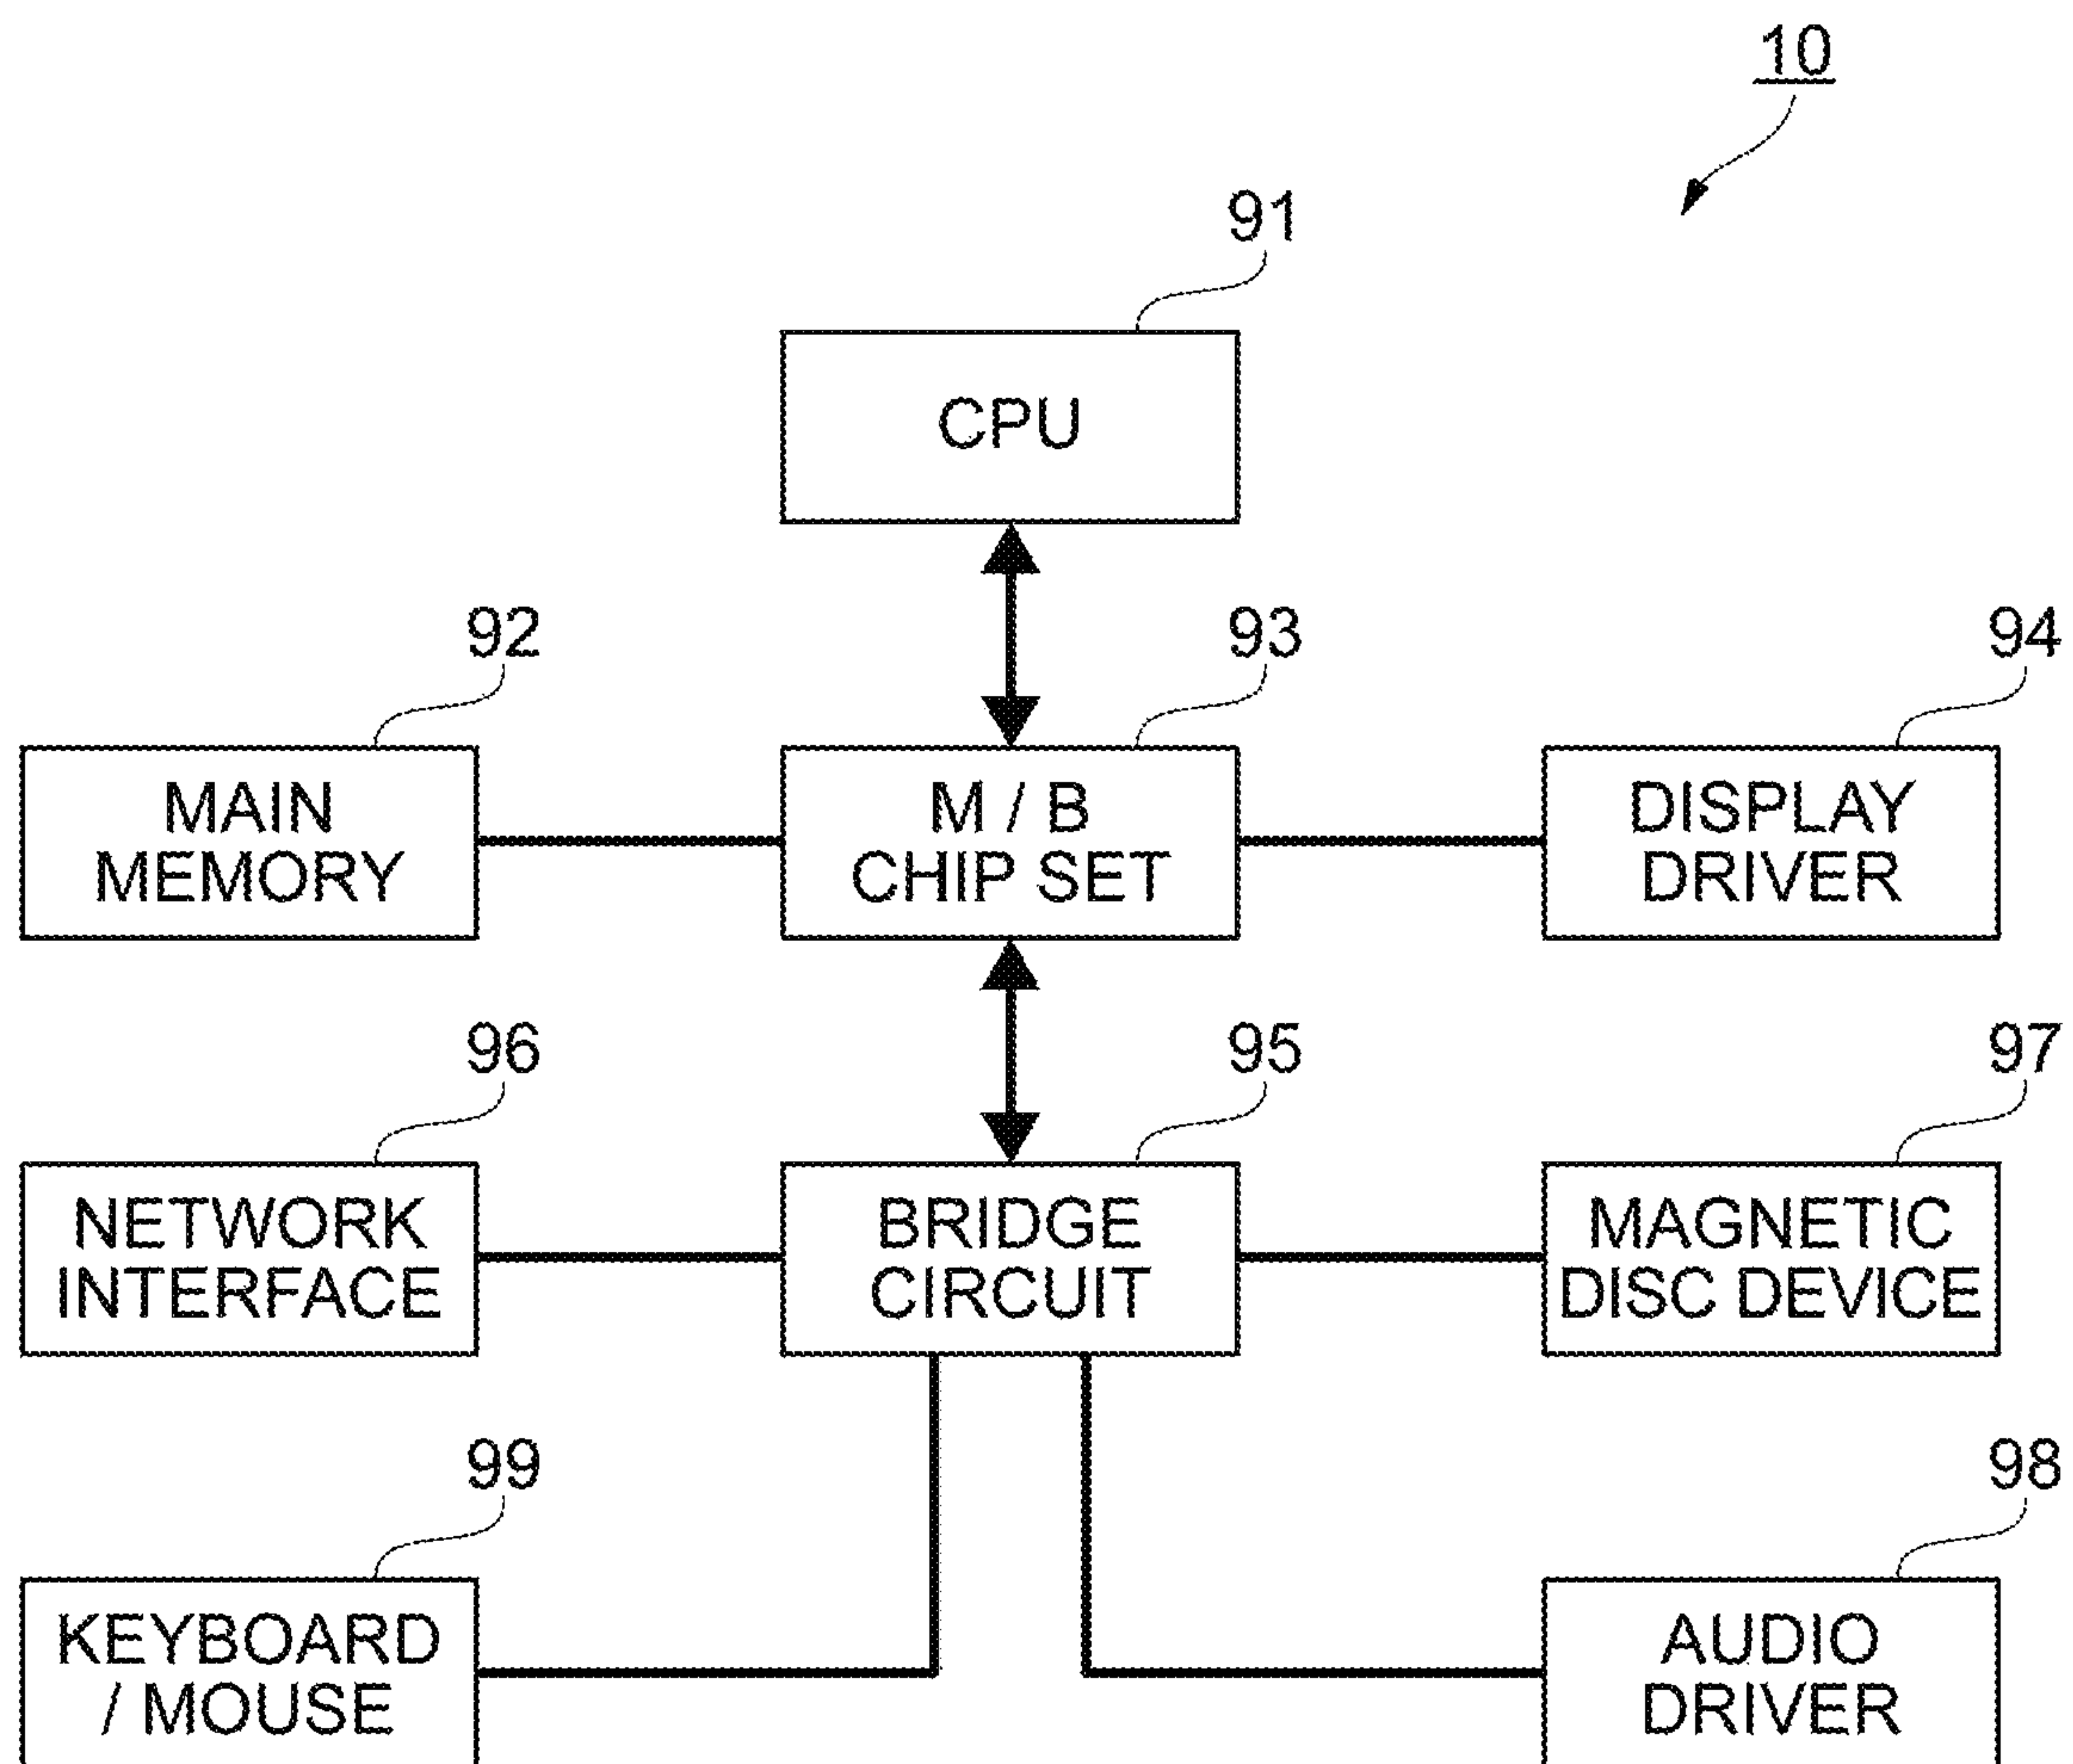 10
91
CPU
92
93
94
MAIN
MEMORY
M / B
CHIP SET
DISPLAY
DRIVER
96
95
97
NETWORK
INTERFACE
BRIDGE
CIRCUIT
MAGNETIC
DISC DEVICE
99
98
KEYBOARD
/ MOUSE
AUDIO
DRIVER